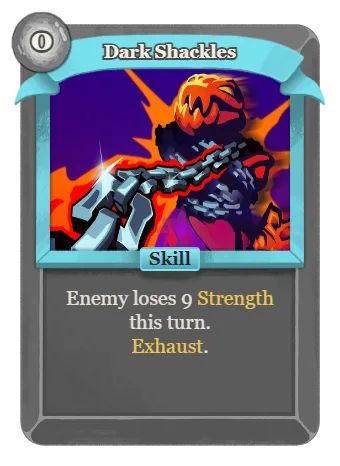 0
Dark Shackles
Skill
Enemy loses 9 Strength
this turn.
Exhaust.